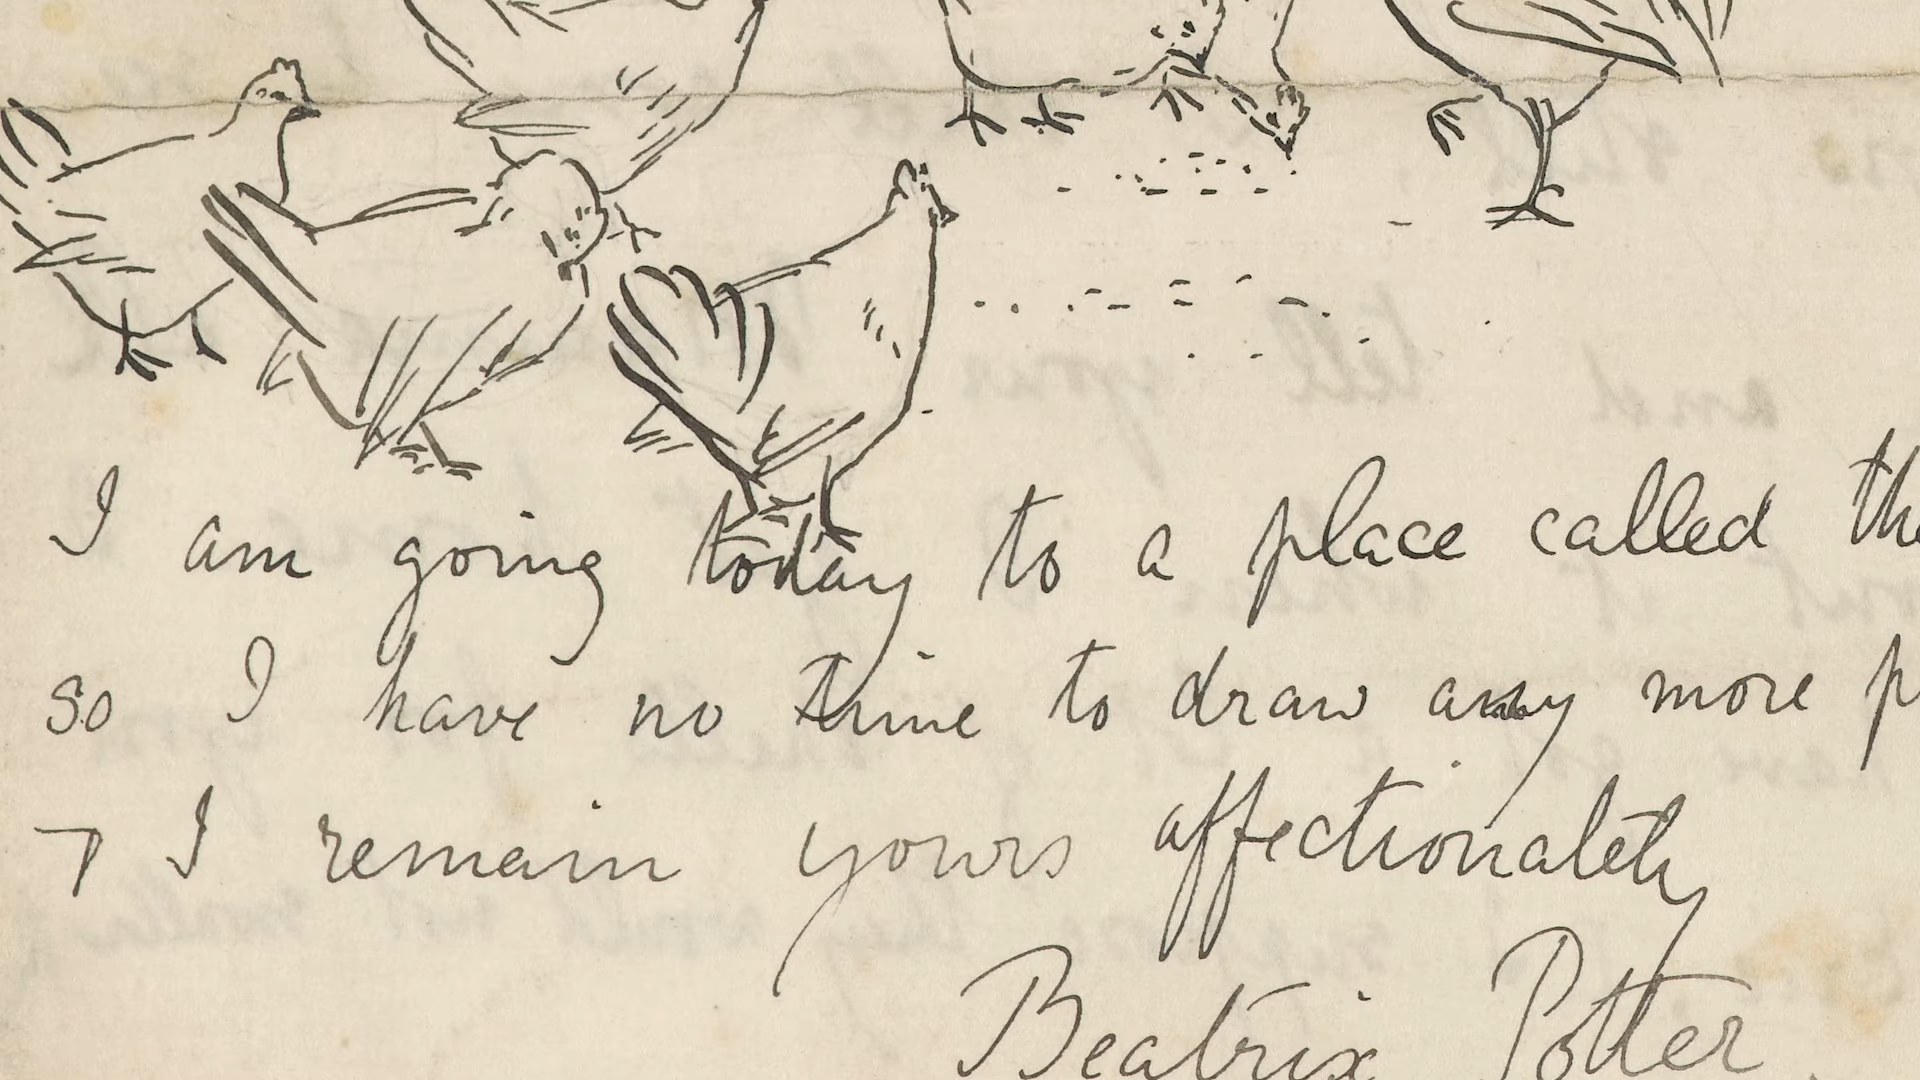 I am going today to a place called the
so I have no time to draw any more p
& I remain yours affectionately
Beatrix Potter.